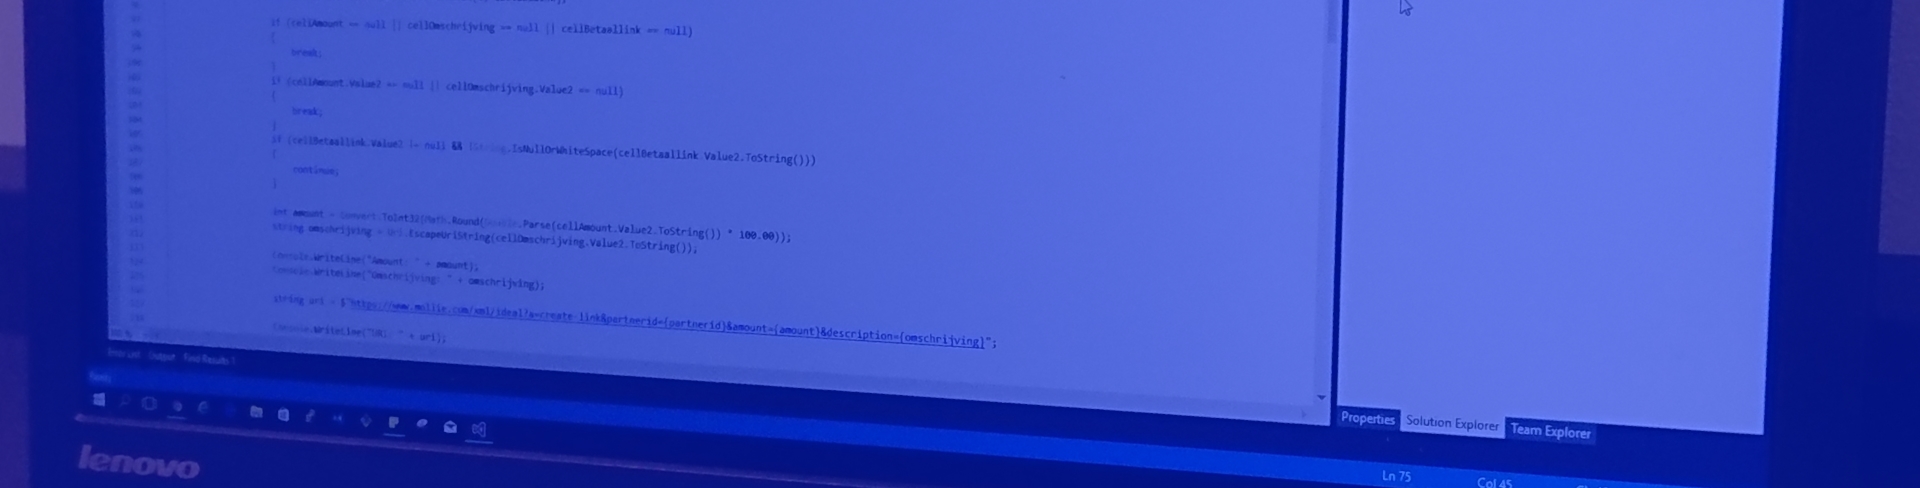 if (cellAmount == null || cellOmschrijving == null || cellBetaallink == null)
{
break;
}
if (cellAmount.Value2 == null || cellOmschrijving.Value2 == null)
{
break;
}
if (cellBetaallink.Value2 != null && !String.IsNullOrWhiteSpace(cellBetaallink.Value2.ToString()))
{
continue;
}
int amount = Convert.ToInt32(Math.Round(Double.Parse(cellAmount.Value2.ToString()) * 100.00));
string omschrijving = Uri.EscapeUriString(cellOmschrijving.Value2.ToString());
Console.WriteLine("Amount: " + amount);
Console.WriteLine("Omschrijving: " + omschrijving);
string uri = $"https://www.mollie.com/xml/ideal?a=create-link&partnerid={partnerid}&amount={amount}&description={omschrijving}";
Console.WriteLine("URI: " + uri);
Error List Output Find Results 1
Properties Solution Explorer Team Explorer
Ready
Ln 75 Col 45
lenovo